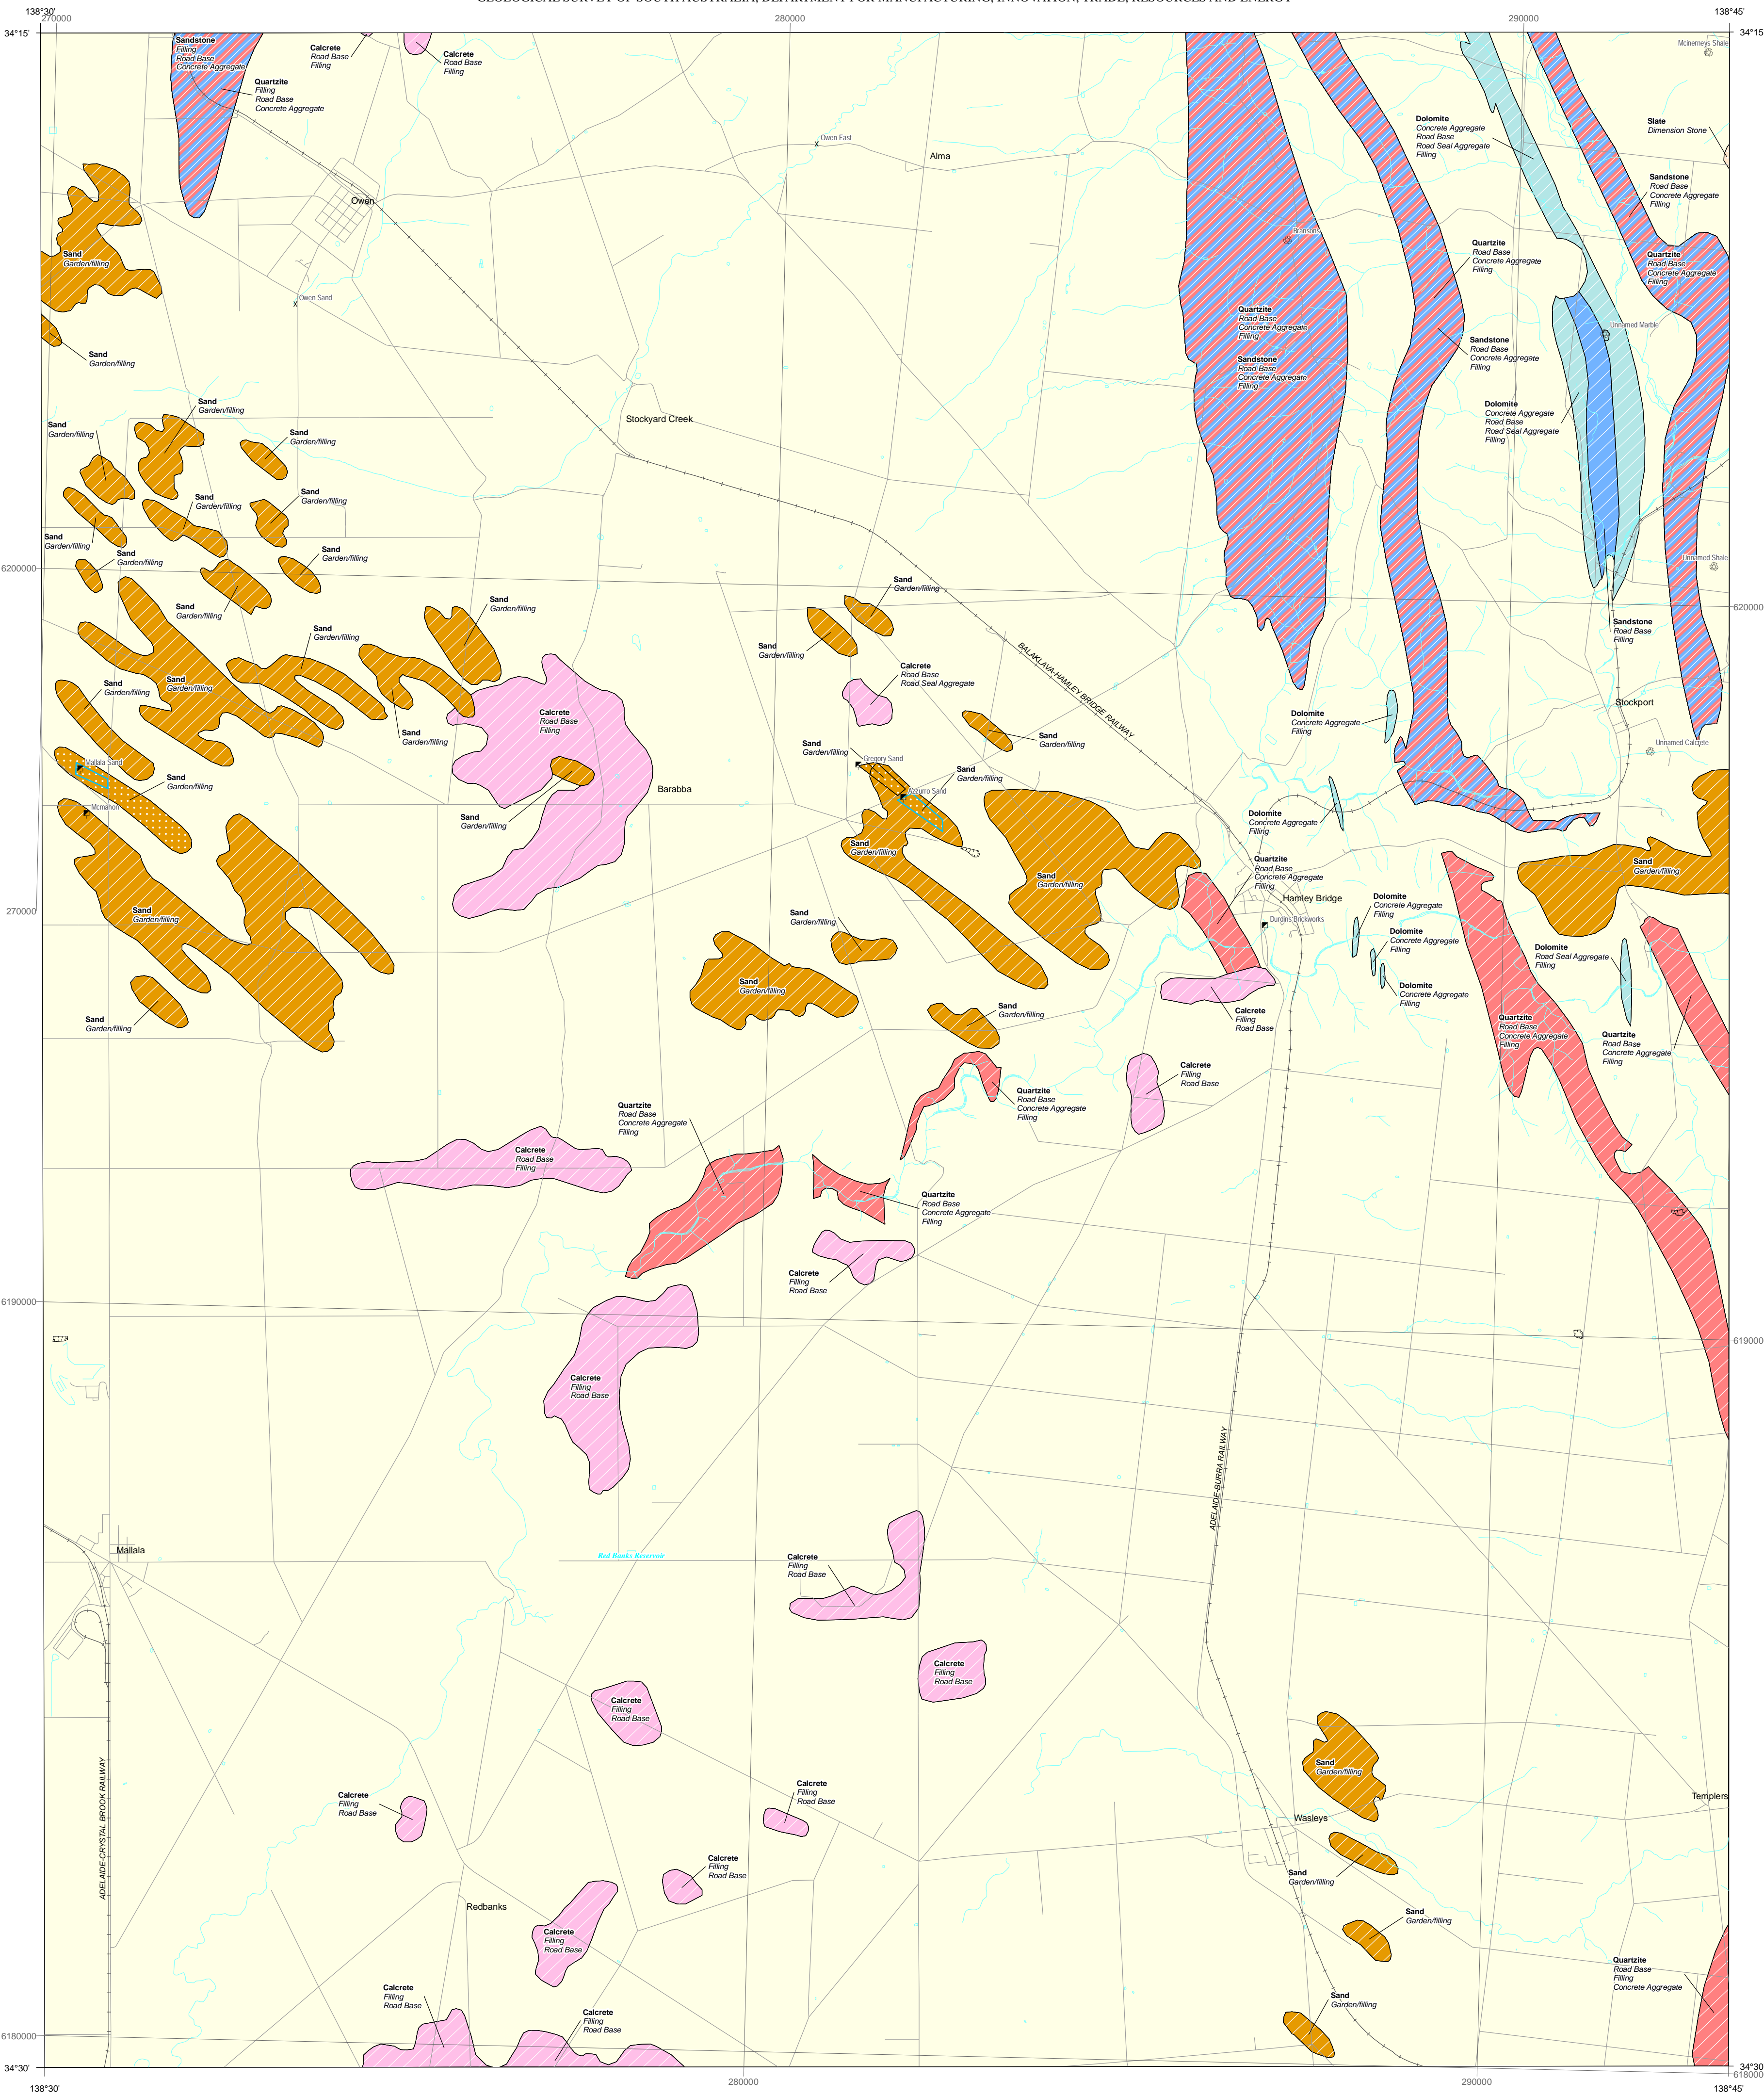 GEOLOGICAL SURVEY OF SOUTH AUSTRALIA, DEPARTMENT FOR MANUFACTURING, INNOVATION, TRADE, RESOURCES AND ENERGY
138°30'
270000
280000
290000
138°45'
34°15'
34°15
Sandstone
Filling
Road Base
Concrete Aggregate
Calcrete
Road Base
Filling
Calcrete
Road Base
Filling
McInerneys Shale
Quartzite
Filling
Road Base
Concrete Aggregate
Dolomite
Concrete Aggregate
Road Base
Road Seal Aggregate
Filling
Slate
Dimension Stone
Owen East
Alma
Sandstone
Road Base
Concrete Aggregate
Filling
Owen
Bransons
Quartzite
Road Base
Concrete Aggregate
Filling
Quartzite
Road Base
Concrete Aggregate
Filling
Sand
Garden/filling
Owen Sand
Quartzite
Road Base
Concrete Aggregate
Filling
Unnamed Marble
Sandstone
Road Base
Concrete Aggregate
Filling
Sand
Garden/filling
Sandstone
Road Base
Concrete Aggregate
Filling
Sand
Garden/filling
Dolomite
Concrete Aggregate
Road Base
Road Seal Aggregate
Filling
Stockyard Creek
Sand
Garden/filling
Sand
Garden/filling
Sand
Garden/filling
Sand
Garden/filling
Sand
Garden/filling
Sand
Garden/filling
Sand
Garden/filling
Unnamed Shale
6200000
620000
Sand
Garden/filling
Sand
Garden/filling
Sand
Garden/filling
Sand
Garden/filling
Sandstone
Road Base
Filling
Sand
Garden/filling
BALAKLAVA-HAMLEY BRIDGE RAILWAY
Calcrete
Road Base
Road Seal Aggregate
Sand
Garden/filling
Sand
Garden/filling
Stockport
Calcrete
Road Base
Filling
Dolomite
Concrete Aggregate
Filling
Sand
Garden/filling
Sand
Garden/filling
Sand
Garden/filling
Unnamed Calcrete
Mallala Sand
Gregory Sand
Sand
Garden/filling
Sand
Garden/filling
Barabba
Azzurro Sand
Mcmahon
Sand
Garden/filling
Dolomite
Concrete Aggregate
Filling
Sand
Garden/filling
Quartzite
Road Base
Concrete Aggregate
Filling
Sand
Garden/filling
Sand
Garden/filling
Hamley Bridge
Dolomite
Concrete Aggregate
Filling
270000
Sand
Garden/filling
Sand
Garden/filling
Durdins Brickworks
Dolomite
Concrete Aggregate
Filling
Dolomite
Road Seal Aggregate
Filling
Sand
Garden/filling
Dolomite
Concrete Aggregate
Filling
Sand
Garden/filling
Sand
Garden/filling
Calcrete
Filling
Road Base
Quartzite
Road Base
Concrete Aggregate
Filling
Quartzite
Road Base
Concrete Aggregate
Filling
Calcrete
Filling
Road Base
Quartzite
Road Base
Concrete Aggregate
Filling
Quartzite
Road Base
Concrete Aggregate
Filling
Calcrete
Road Base
Filling
Quartzite
Road Base
Concrete Aggregate
Filling
Calcrete
Filling
Road Base
6190000
619000
Calcrete
Filling
Road Base
ADELAIDE-BURRA RAILWAY
Mallala
Red Banks Reservoir
Calcrete
Filling
Road Base
Calcrete
Filling
Road Base
Calcrete
Filling
Road Base
Sand
Garden/filling
ADELAIDE-CRYSTAL BROOK RAILWAY
Calcrete
Filling
Road Base
Calcrete
Filling
Road Base
Templers
Wasleys
Calcrete
Filling
Road Base
Sand
Garden/filling
Redbanks
Sand
Garden/filling
Calcrete
Filling
Road Base
Quartzite
Road Base
Filling
Concrete Aggregate
Calcrete
Filling
Road Base
Sand
Garden/filling
Calcrete
Filling
Road Base
6180000
34°30'
34°30
618000
138°30'
280000
290000
138°45'